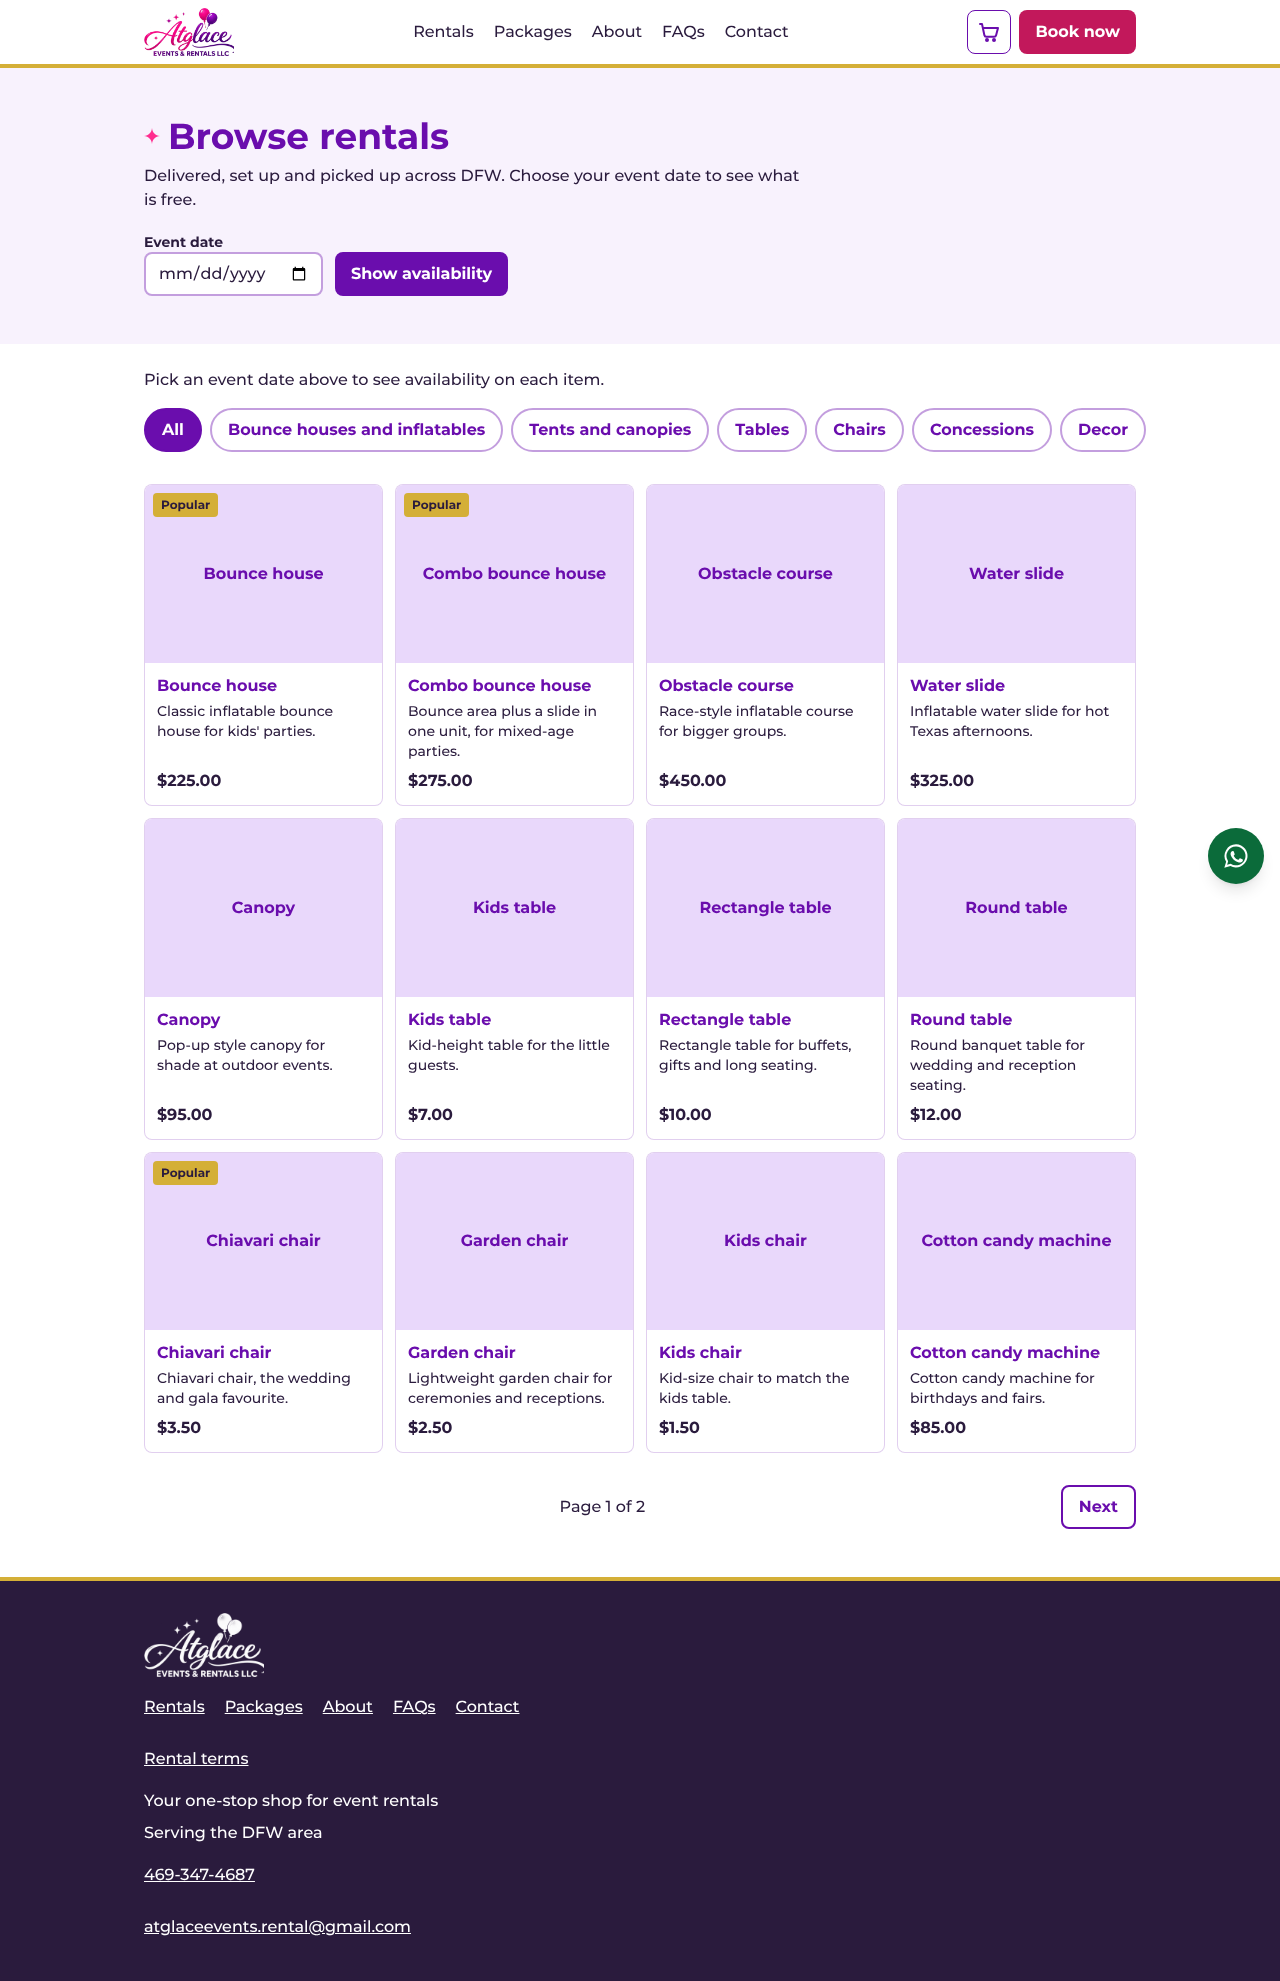 Atglace
EVENTS & RENTALS LLC
Rentals Packages About FAQs Contact
Book now
Browse rentals
Delivered, set up and picked up across DFW. Choose your event date to see what
is free.
Event date
mm/dd/yyyy
Show availability
Pick an event date above to see availability on each item.
All
Bounce houses and inflatables
Tents and canopies
Tables
Chairs
Concessions
Decor
Popular
Bounce house
Bounce house
Classic inflatable bounce
house for kids' parties.
$225.00
Popular
Combo bounce house
Combo bounce house
Bounce area plus a slide in
one unit, for mixed-age
parties.
$275.00
Obstacle course
Obstacle course
Race-style inflatable course
for bigger groups.
$450.00
Water slide
Water slide
Inflatable water slide for hot
Texas afternoons.
$325.00
Canopy
Canopy
Pop-up style canopy for
shade at outdoor events.
$95.00
Kids table
Kids table
Kid-height table for the little
guests.
$7.00
Rectangle table
Rectangle table
Rectangle table for buffets,
gifts and long seating.
$10.00
Round table
Round table
Round banquet table for
wedding and reception
seating.
$12.00
Popular
Chiavari chair
Chiavari chair
Chiavari chair, the wedding
and gala favourite.
$3.50
Garden chair
Garden chair
Lightweight garden chair for
ceremonies and receptions.
$2.50
Kids chair
Kids chair
Kid-size chair to match the
kids table.
$1.50
Cotton candy machine
Cotton candy machine
Cotton candy machine for
birthdays and fairs.
$85.00
Page 1 of 2
Next
Atglace
EVENTS & RENTALS LLC
Rentals Packages About FAQs Contact
Rental terms
Your one-stop shop for event rentals
Serving the DFW area
469-347-4687
atglaceevents.rental@gmail.com